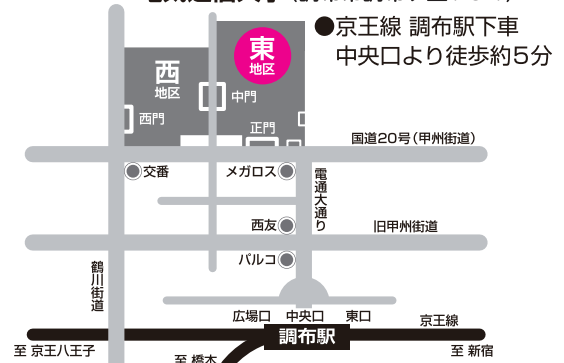 ●京王線 調布駅下車
中央口より徒歩約5分
東
地区
西
地区
中門
西門
正門
国道20号（甲州街道）
交番
メガロス
電通大通り
西友
旧甲州街道
パルコ
鶴川街道
広場口 中央口 東口
京王線
調布駅
至 京王八王子
至 橋本
至 新宿